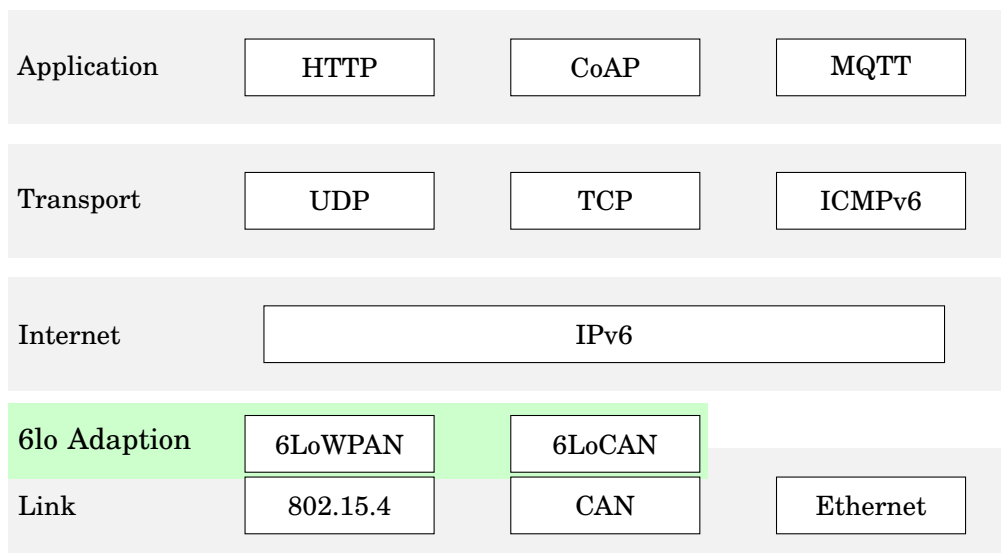 Application HTTP CoAP MQTT
Transport UDP TCP ICMPv6
Internet IPv6
6lo Adaption 6LoWPAN 6LoCAN
Link 802.15.4 CAN Ethernet